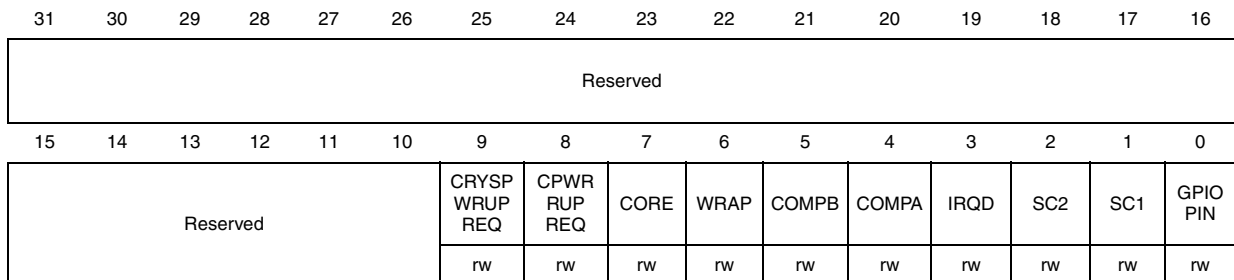 31 30 29 28 27 26 25 24 23 22 21 20 19 18 17 16
Reserved
15 14 13 12 11 10 9 8 7 6 5 4 3 2 1 0
Reserved
CRYSP
WRUP
REQ
CPWR
RUP
REQ
CORE
WRAP
COMPB
COMPA
IRQD
SC2
SC1
GPIO
PIN
rw rw rw rw rw rw rw rw rw rw